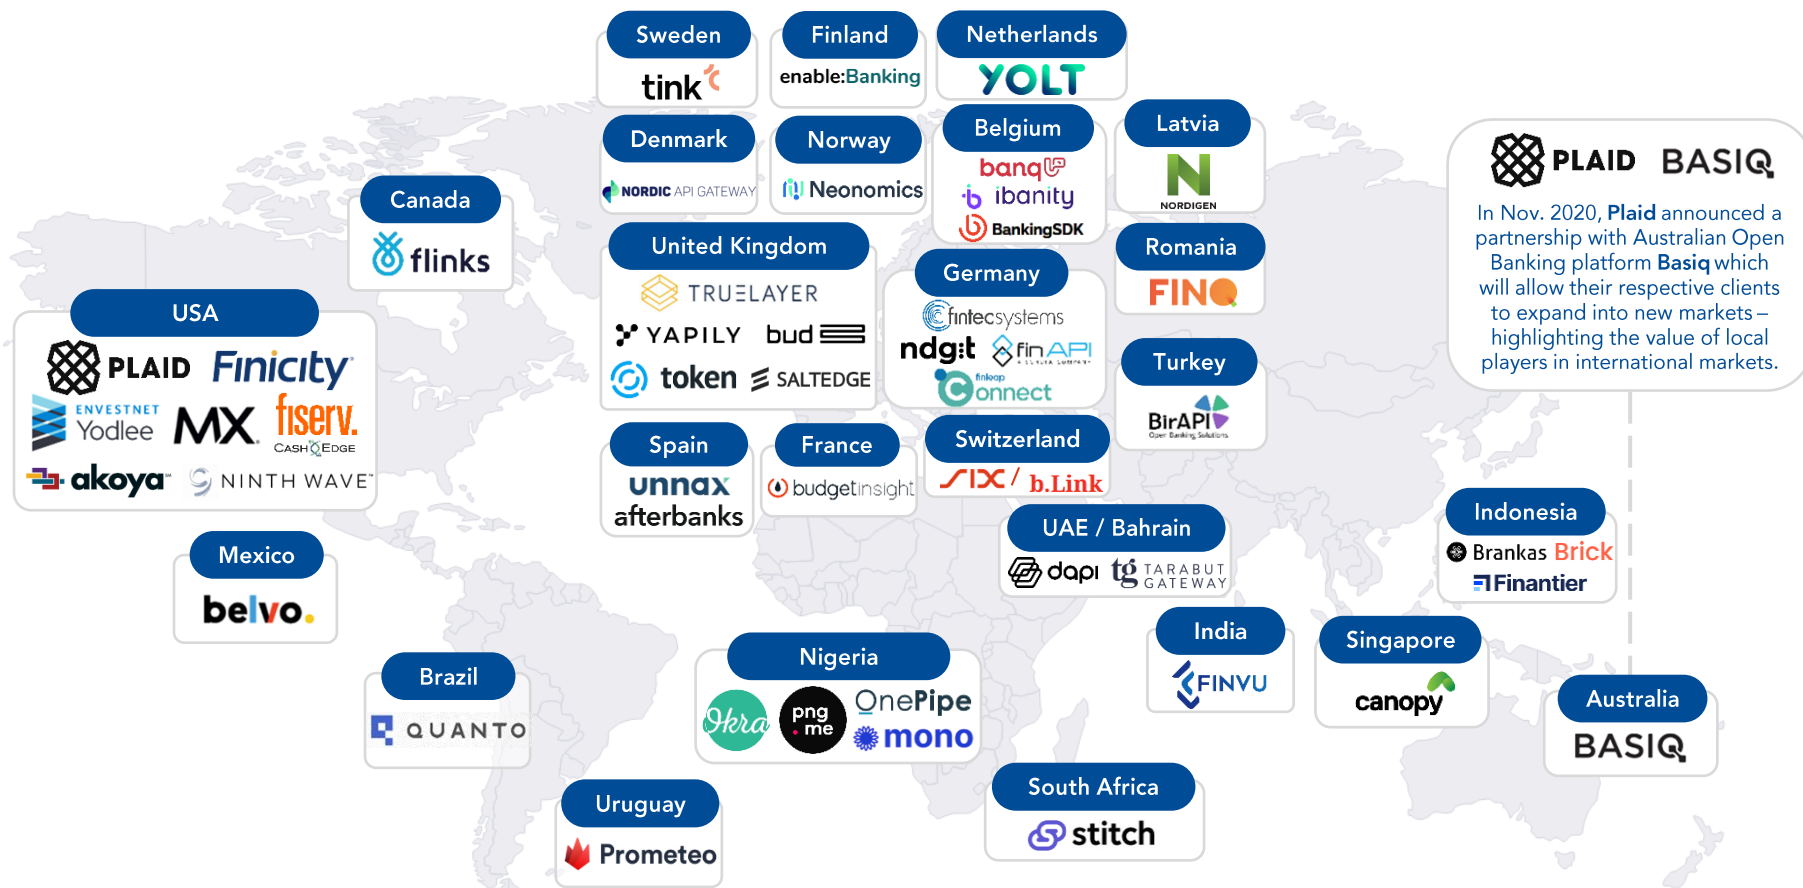 Sweden
tink
Finland
enable:Banking
Netherlands
YOLT
Denmark
NORDIC API GATEWAY
Norway
Neonomics
Belgium
banqUP
ibanity
BankingSDK
Latvia
NORDIGEN
Canada
flinks
United Kingdom
TRUELAYER
YAPILY bud
token SALTEDGE
Germany
fintecsystems
ndgit finAPI
finleap
connect
Romania
FINQ
USA
PLAID Finicity
ENVESTNET
Yodlee MX fiserv.
CASHEDGE
akoya NINTH WAVE
Turkey
BirAPI
Open Banking Solutions
Spain
unnax
afterbanks
France
budgetinsight
Switzerland
SIX / b.Link
PLAID BASIQ
In Nov. 2020, Plaid announced a
partnership with Australian Open
Banking platform Basiq which
will allow their respective clients
to expand into new markets –
highlighting the value of local
players in international markets.
Mexico
belvo.
UAE / Bahrain
dapi tg TARABUT
GATEWAY
Indonesia
Brankas Brick
Finantier
Brazil
QUANTO
Nigeria
Okra png
.me OnePipe
mono
India
FINVU
Singapore
canopy
Australia
BASIQ
Uruguay
Prometeo
South Africa
stitch